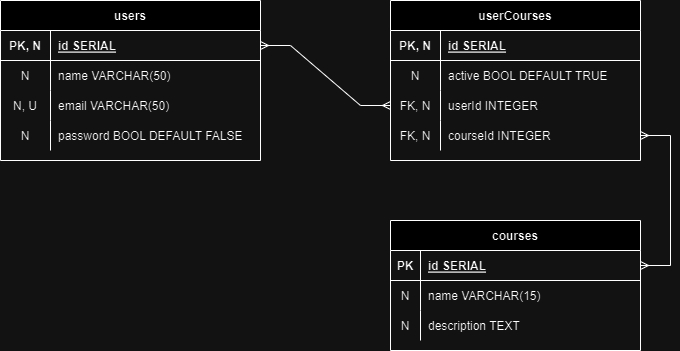 users
PK, N id SERIAL
N name VARCHAR(50)
N, U email VARCHAR(50)
N password BOOL DEFAULT FALSE
userCourses
PK, N id SERIAL
N active BOOL DEFAULT TRUE
FK, N userId INTEGER
FK, N courseId INTEGER
courses
PK id SERIAL
N name VARCHAR(15)
N description TEXT